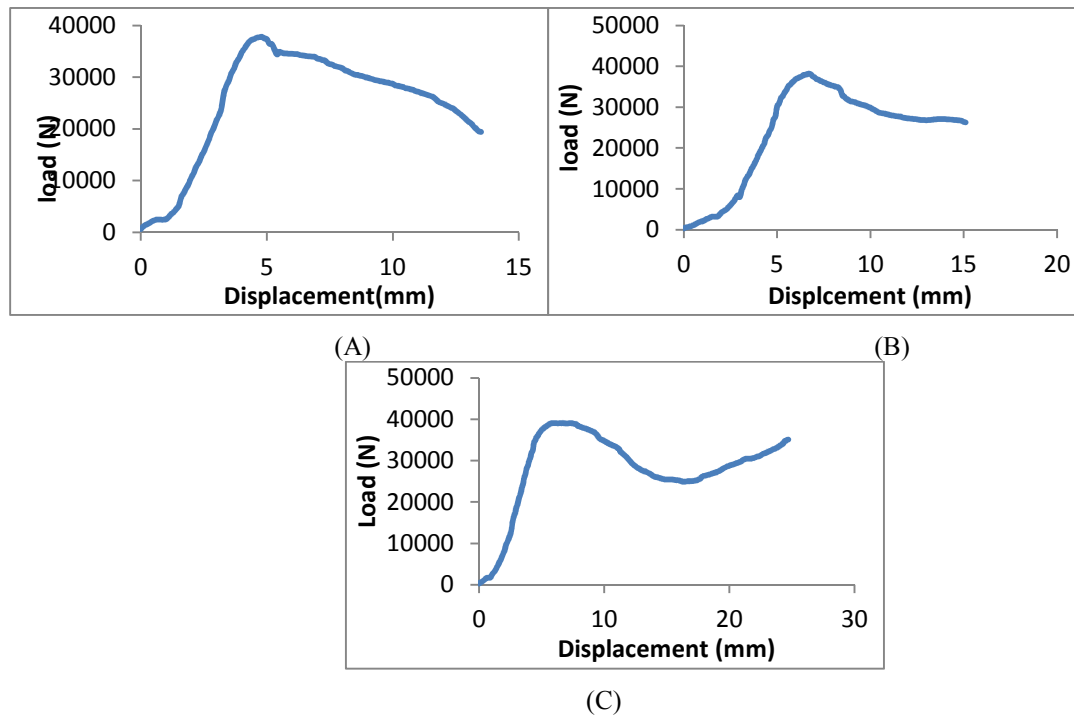 40000
30000
20000
10000
0
load (N)
0 5 10 15
Displacement(mm)
(A)
50000
40000
30000
20000
10000
0
load (N)
0 5 10 15 20
Displcement (mm)
(B)
50000
40000
30000
20000
10000
0
Load (N)
0 10 20 30
Displacement (mm)
(C)